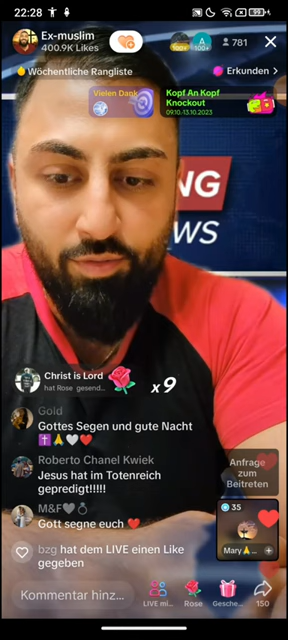 22:28
99+
Ex-muslim
400.9K Likes
100+
100+
781
Wöchentliche Rangliste
Erkunden >
Vielen Dank
Kopf An Kopf
Knockout
09.10-13.10.2023
NG
WS
Christ is Lord
hat Rose gesend...
x9
Gold
Gottes Segen und gute Nacht
✝️🙏🤍❤️
Roberto Chanel Kwiek
Jesus hat im Totenreich
gepredigt!!!!!
Anfrage
zum
Beitreten
M&F🤍💍
Gott segne euch ❤️
35
Mary🙏...
bzg hat dem LIVE einen Like
gegeben
Kommentar hinz...
LIVE mi...
Rose
Gesche...
150